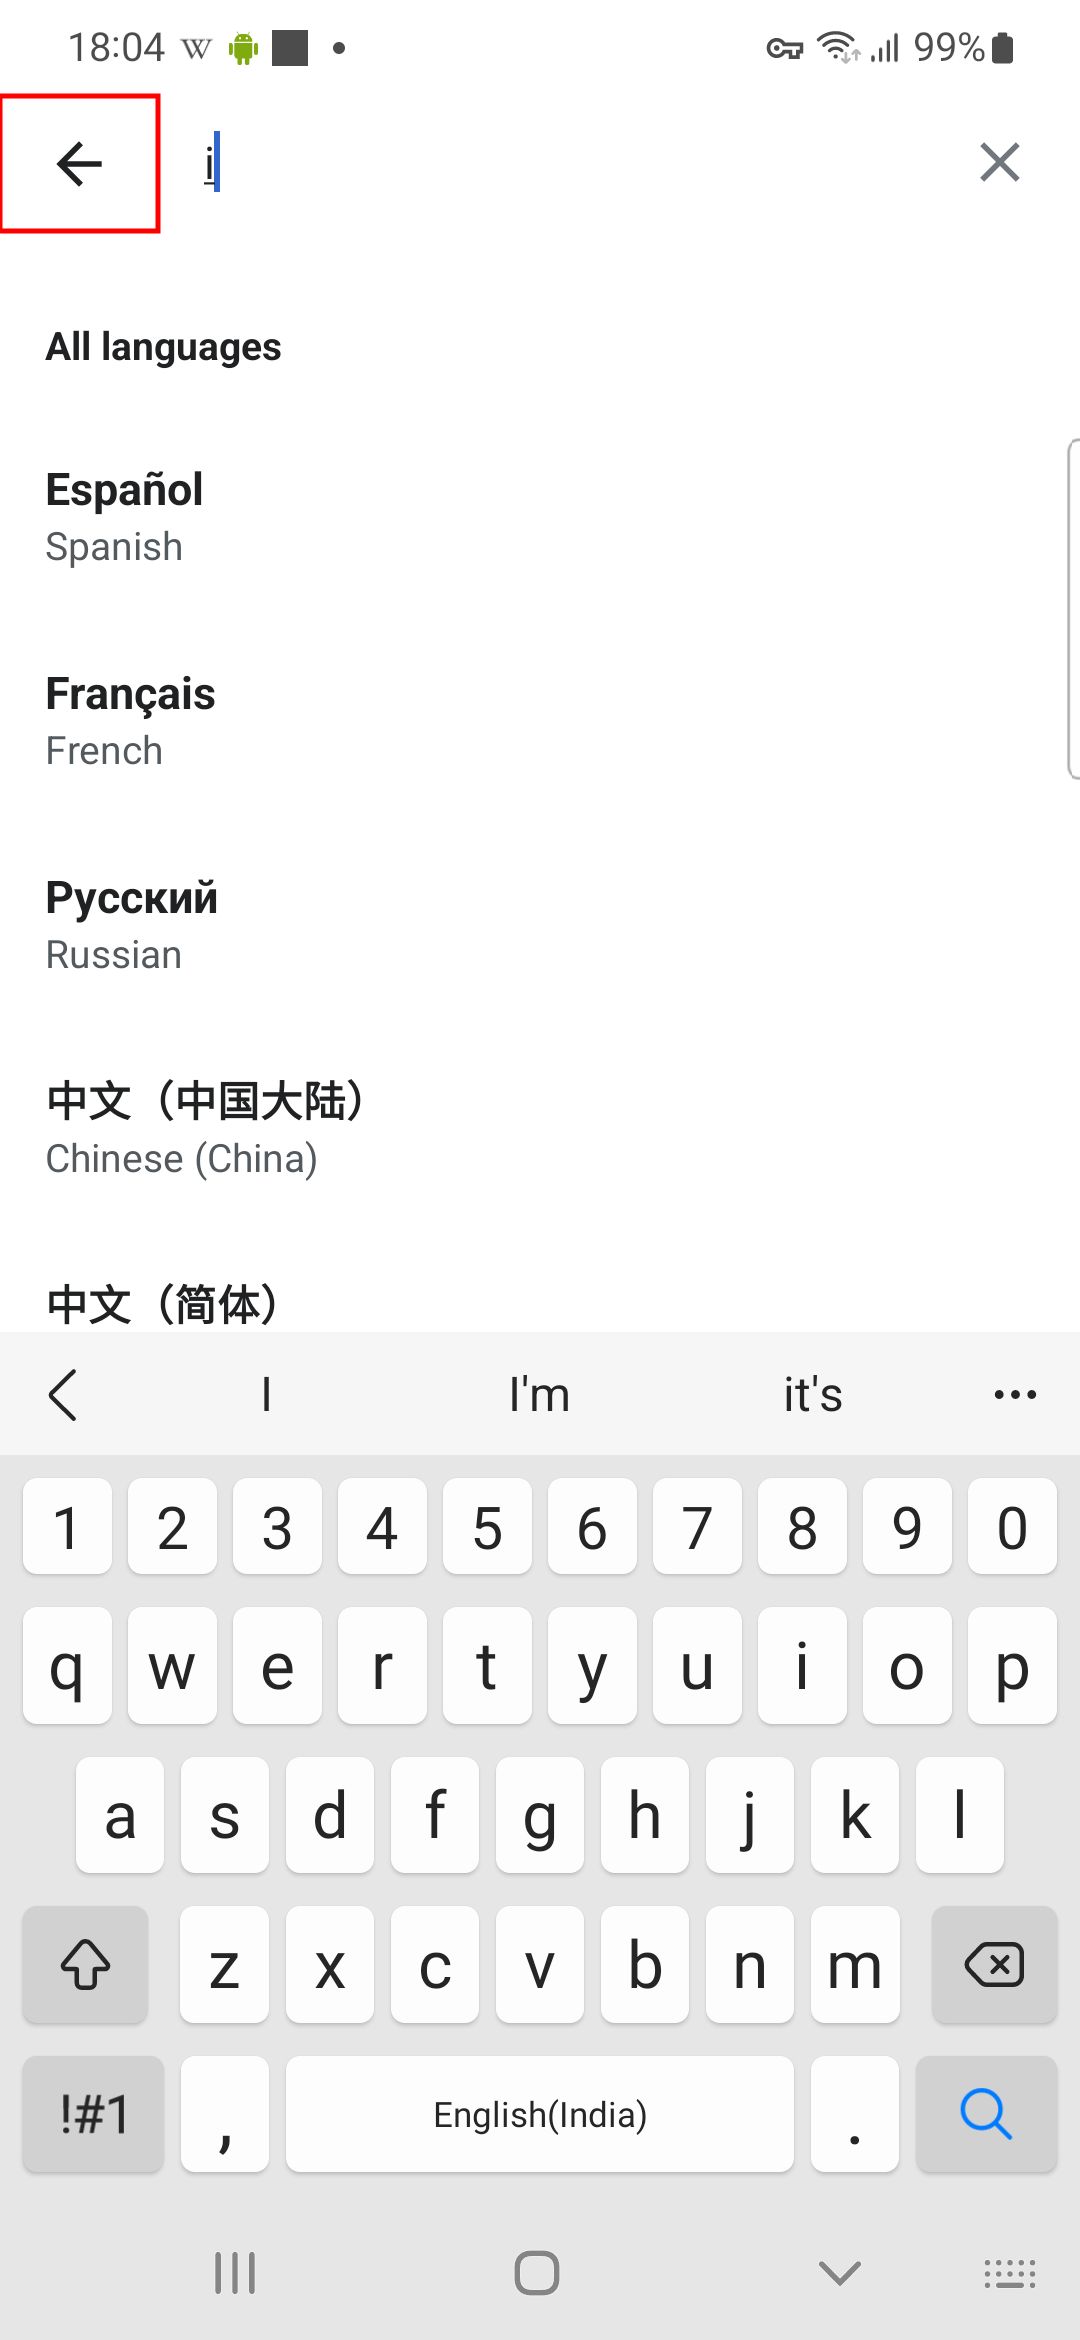 18:04 W 99%
i
All languages
Español
Spanish
Français
French
Русский
Russian
中文（中国大陆）
Chinese (China)
中文（简体）
I I'm it's
1 2 3 4 5 6 7 8 9 0
q w e r t y u i o p
a s d f g h j k l
z x c v b n m
!#1 , English(India) .